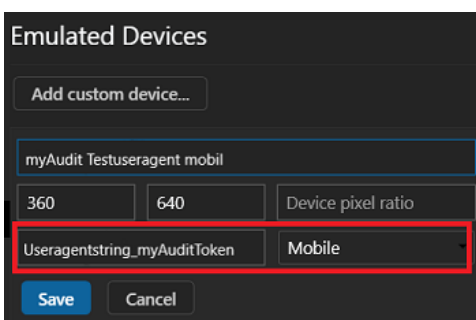 Emulated Devices
Add custom device...
myAudit Testuseragent mobil
360 640 Device pixel ratio
Useragentstring_myAuditToken Mobile
Save Cancel